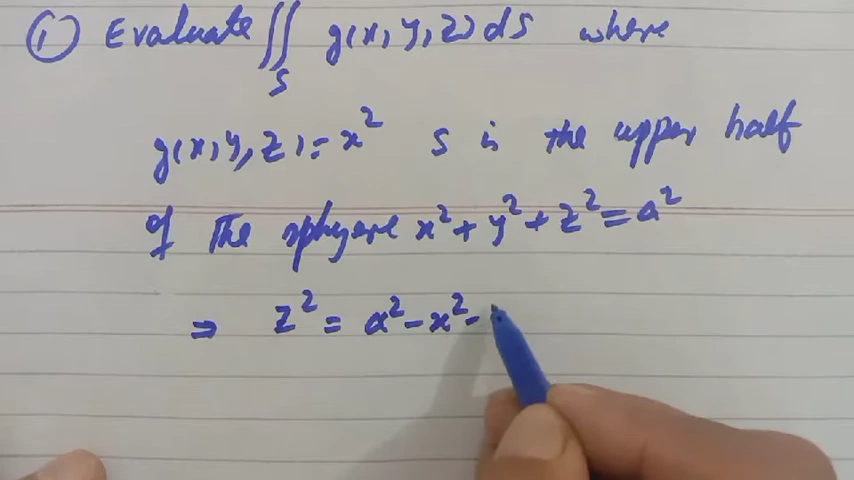 ① Evaluate ∬_S g(x,y,z) ds where
g(x,y,z) = x² s is the upper half
of the sphyere x² + y² + z² = a²
⇒ z² = a² - x² -